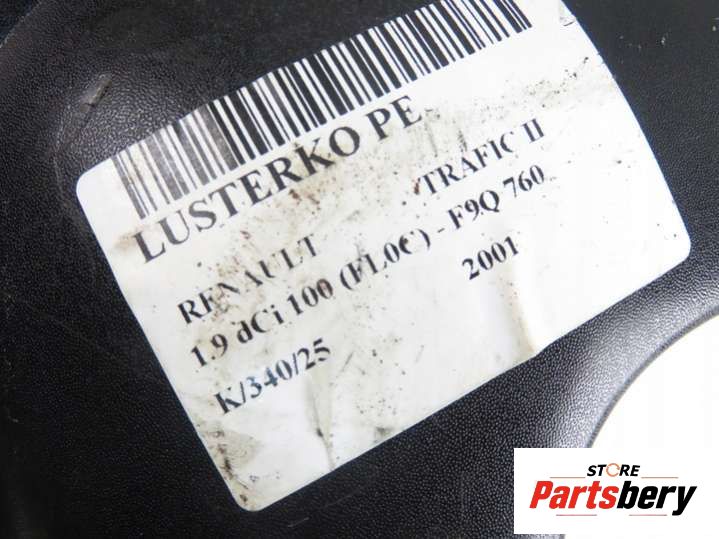 LUSTERKO PE
RENAULT TRAFIC II
1.9 dCi 100 (FL0C) - F9Q 760
K/340/25 2001
STORE
Partsbery